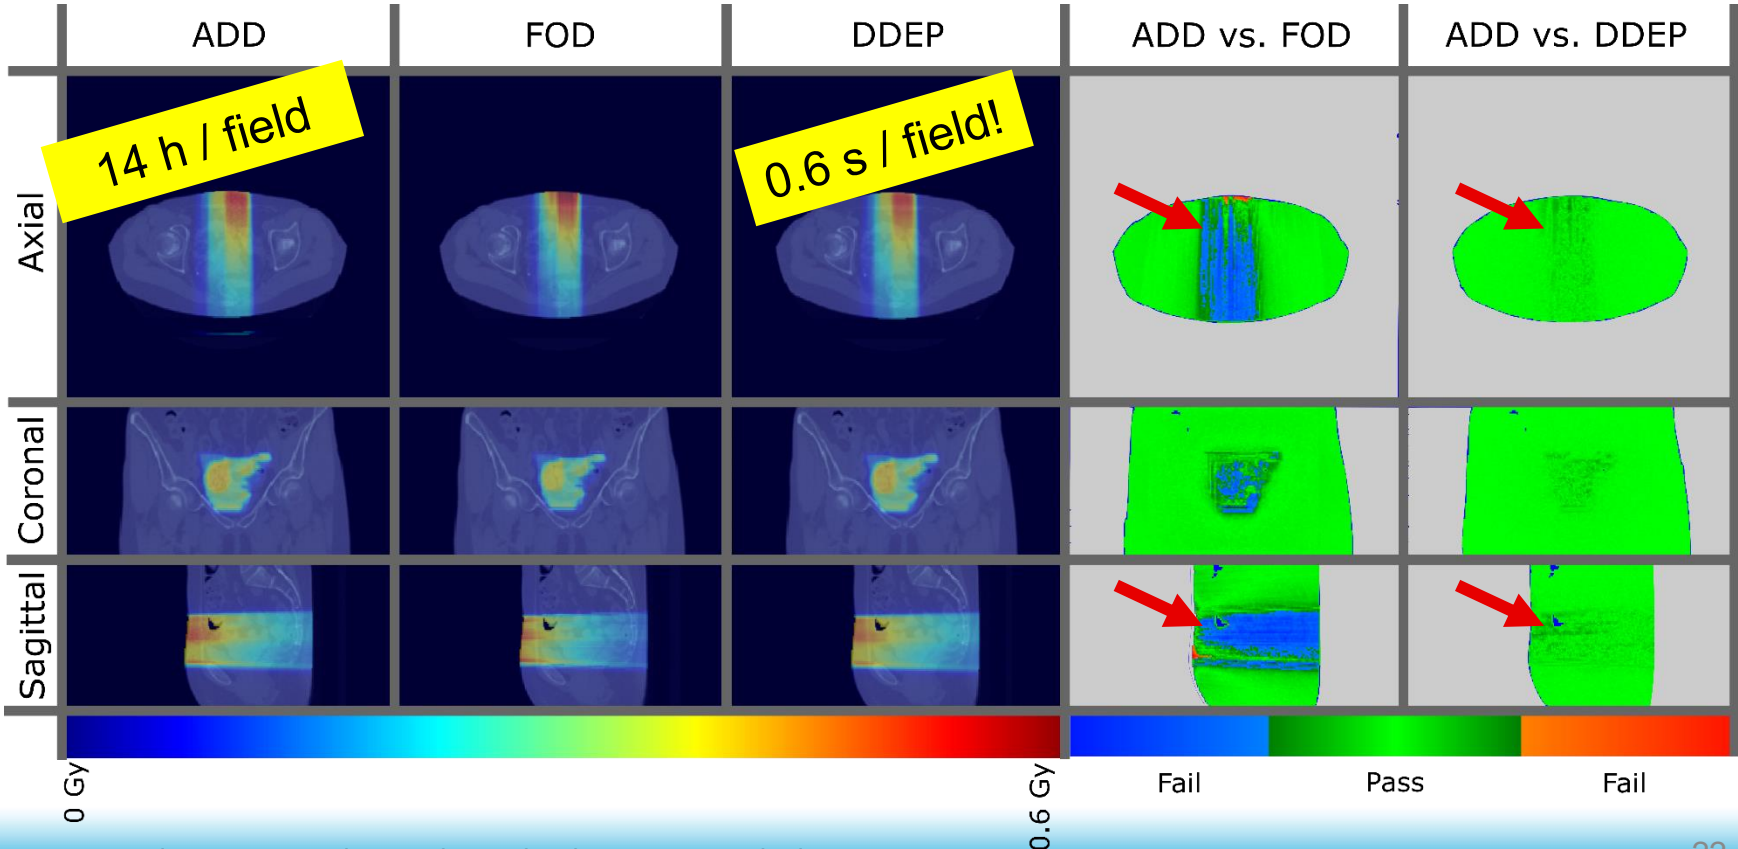 ADD FOD DDEP ADD vs. FOD ADD vs. DDEP
14 h / field
0.6 s / field!
Axial
Coronal
Sagittal
0 Gy
0.6 Gy
Fail Pass Fail